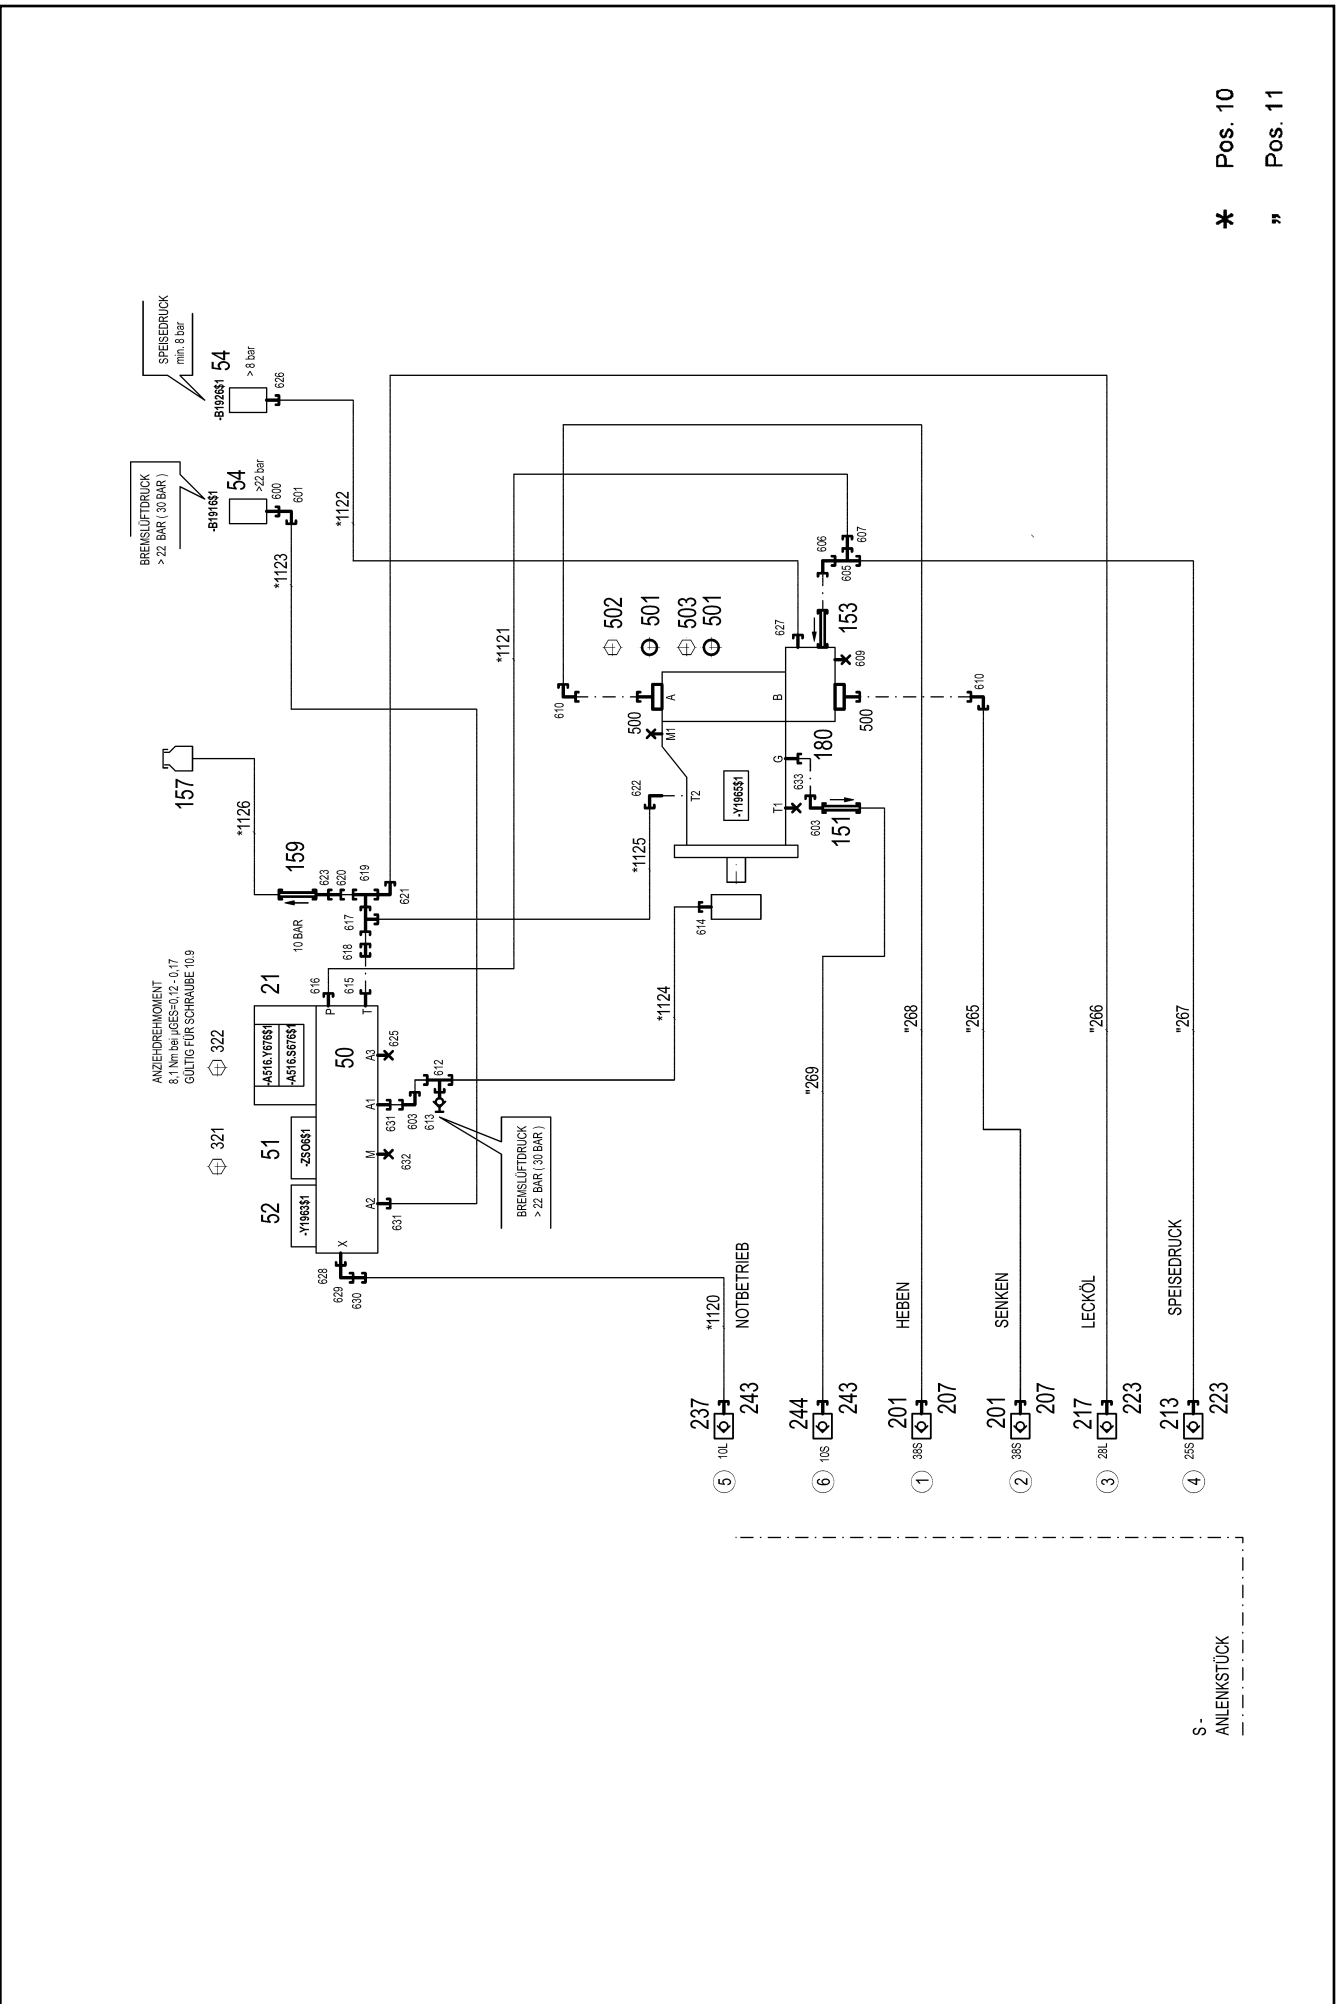 SPEISEDRUCK
min. 8 bar
-B1926$1
54
> 8 bar
626
BREMSLÜFTDRUCK
> 22 BAR ( 30 BAR )
-B1916$1
54
>22 bar
600
601
*1122
*1123
157
*1126
159
623
620
619
621
10 BAR
617
618
*1121
ANZIEHDREHMOMENT
8,1 Nm bei µGES=0,12 - 0,17
GÜLTIG FÜR SCHRAUBE 10.9
322
321
21
-A516.Y676$1
-A516.S676$1
51
-ZSO6$1
52
-Y1963$1
50
616
P
615
T
A3
625
A1
631
603
612
613
M
632
A2
631
X
628
629
630
BREMSLÜFTDRUCK
> 22 BAR ( 30 BAR )
*1124
*1125
614
622
T2
-Y1965$1
M1
500
A
610
502
501
503
501
B
627
606
607
605
153
609
500
610
180
G
633
T1
603
151
*1120
NOTBETRIEB
"269
"268
HEBEN
"265
SENKEN
"266
LECKÖL
"267
SPEISEDRUCK
237
243
10L
5
244
243
10S
6
201
207
38S
1
201
207
38S
2
217
223
28L
3
213
223
25S
4
S -
ANLENKSTÜCK
* Pos. 10
„ Pos. 11